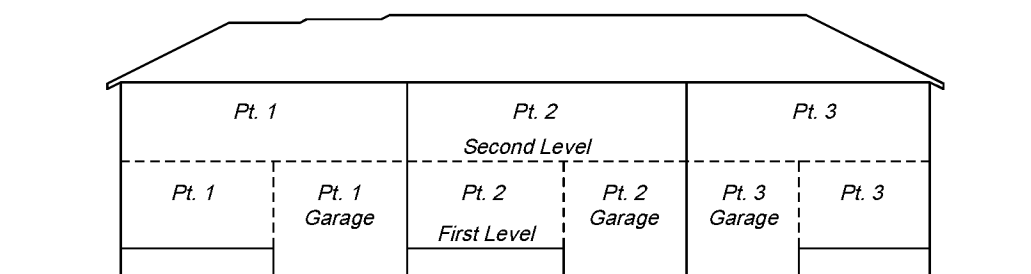 Pt. 1
Pt. 2
Pt. 3
Second Level
Pt. 1
Pt. 1
Garage
Pt. 2
Pt. 2
Garage
Pt. 3
Garage
Pt. 3
First Level